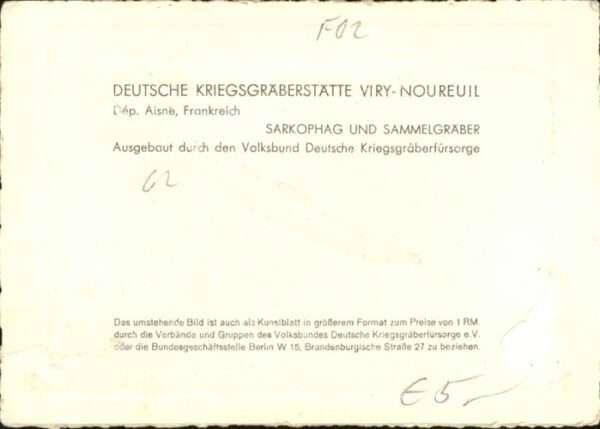 F02
DEUTSCHE KRIEGSGRÄBERSTÄTTE VIRY-NOUREUIL
Dép. Aisne, Frankreich
SARKOPHAG UND SAMMELGRÄBER
Ausgebaut durch den Volksbund Deutsche Kriegsgräberfürsorge
62
Das umstehende Bild ist auch als Kunstblatt in größerem Format zum Preise von 1 RM
durch die Verbände und Gruppen des Volksbundes Deutsche Kriegsgräberfürsorge e.V.
oder die Bundesgeschäftsstelle Berlin W 15, Brandenburgische Straße 27 zu beziehen.
€5,-